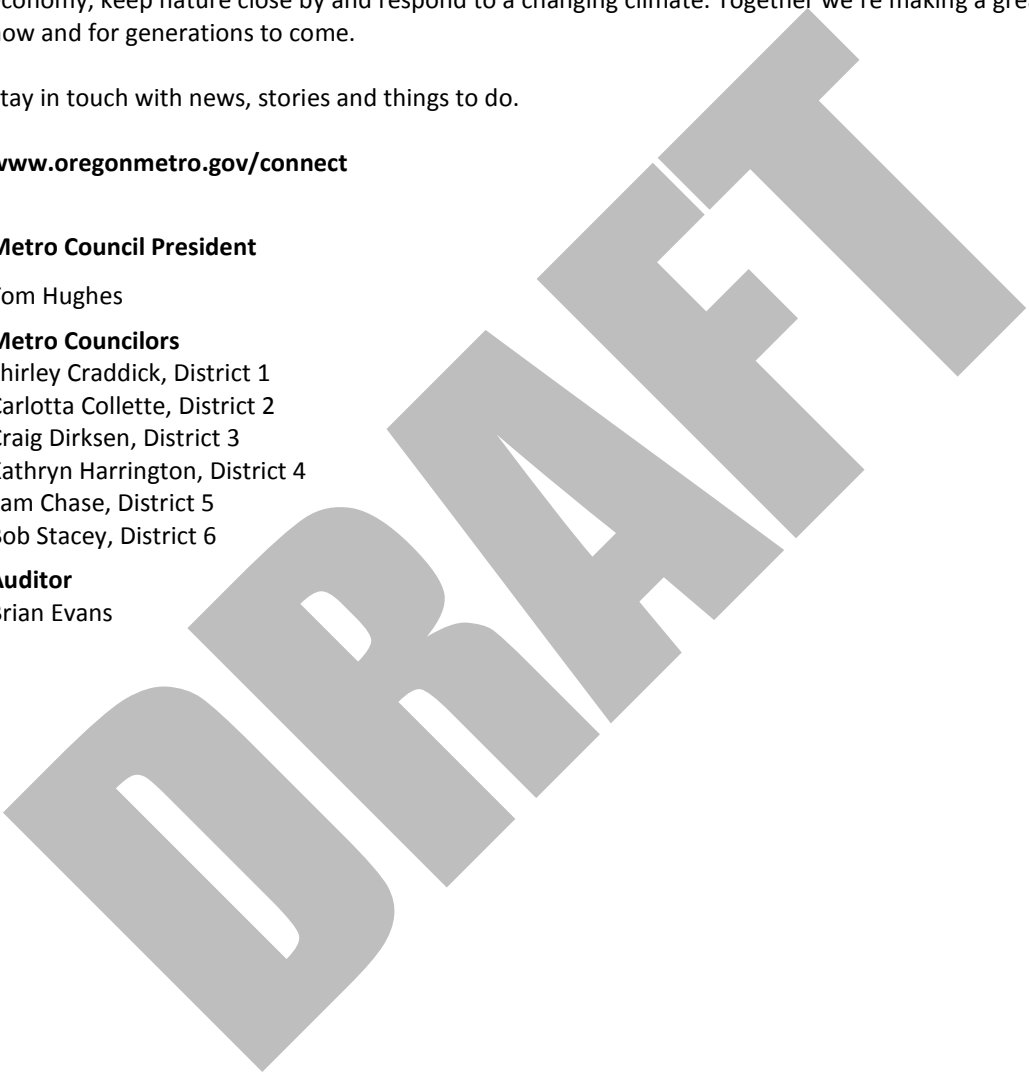 economy, keep nature close by and respond to a changing climate. Together we're making a gre
now and for generations to come.
tay in touch with news, stories and things to do.
www.oregonmetro.gov/connect
Metro Council President
Tom Hughes
Metro Councilors
hirley Craddick, District 1
Carlotta Collette, District 2
Craig Dirksen, District 3
Kathryn Harrington, District 4
am Chase, District 5
Bob Stacey, District 6
Auditor
Brian Evans
DRAFT